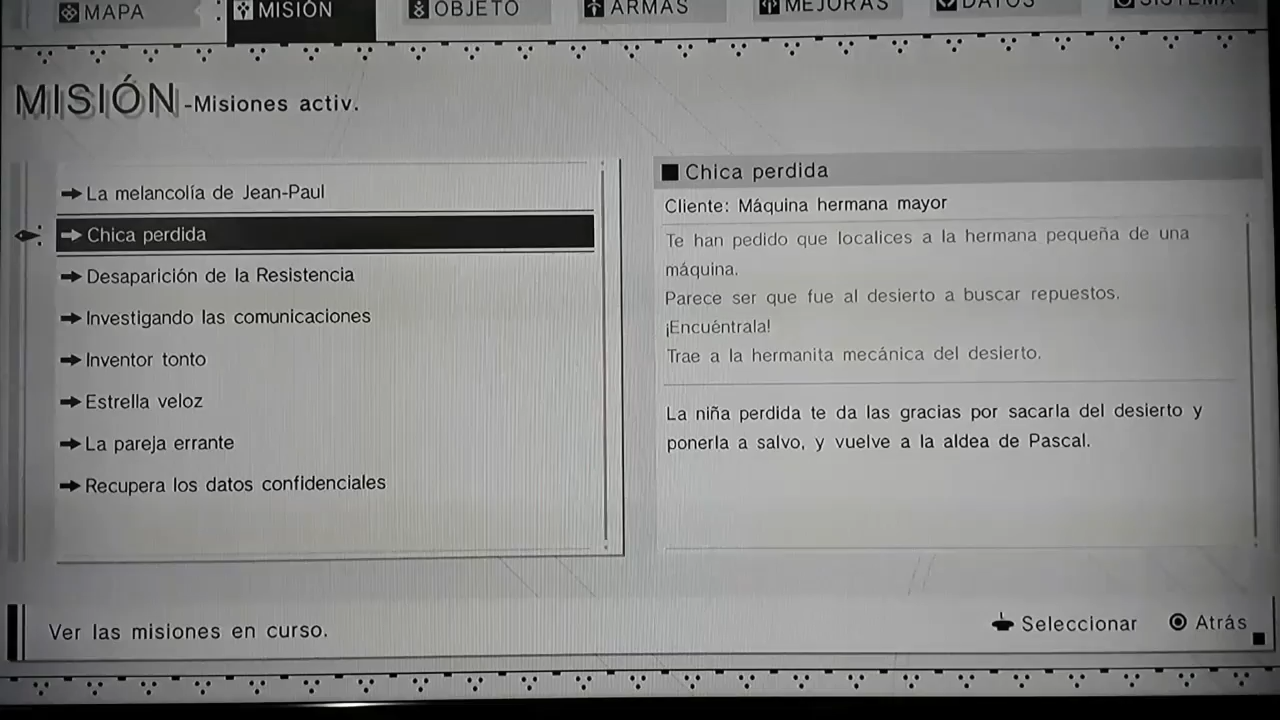 MAPA
MISIÓN
OBJETO
ARMAS
MEJORAS
DATOS
SISTEMA
MISIÓN -Misiones activ.
La melancolía de Jean-Paul
Chica perdida
Desaparición de la Resistencia
Investigando las comunicaciones
Inventor tonto
Estrella veloz
La pareja errante
Recupera los datos confidenciales
Chica perdida
Cliente: Máquina hermana mayor
Te han pedido que localices a la hermana pequeña de una
máquina.
Parece ser que fue al desierto a buscar repuestos.
¡Encuéntrala!
Trae a la hermanita mecánica del desierto.
La niña perdida te da las gracias por sacarla del desierto y
ponerla a salvo, y vuelve a la aldea de Pascal.
Ver las misiones en curso.
Seleccionar
Atrás